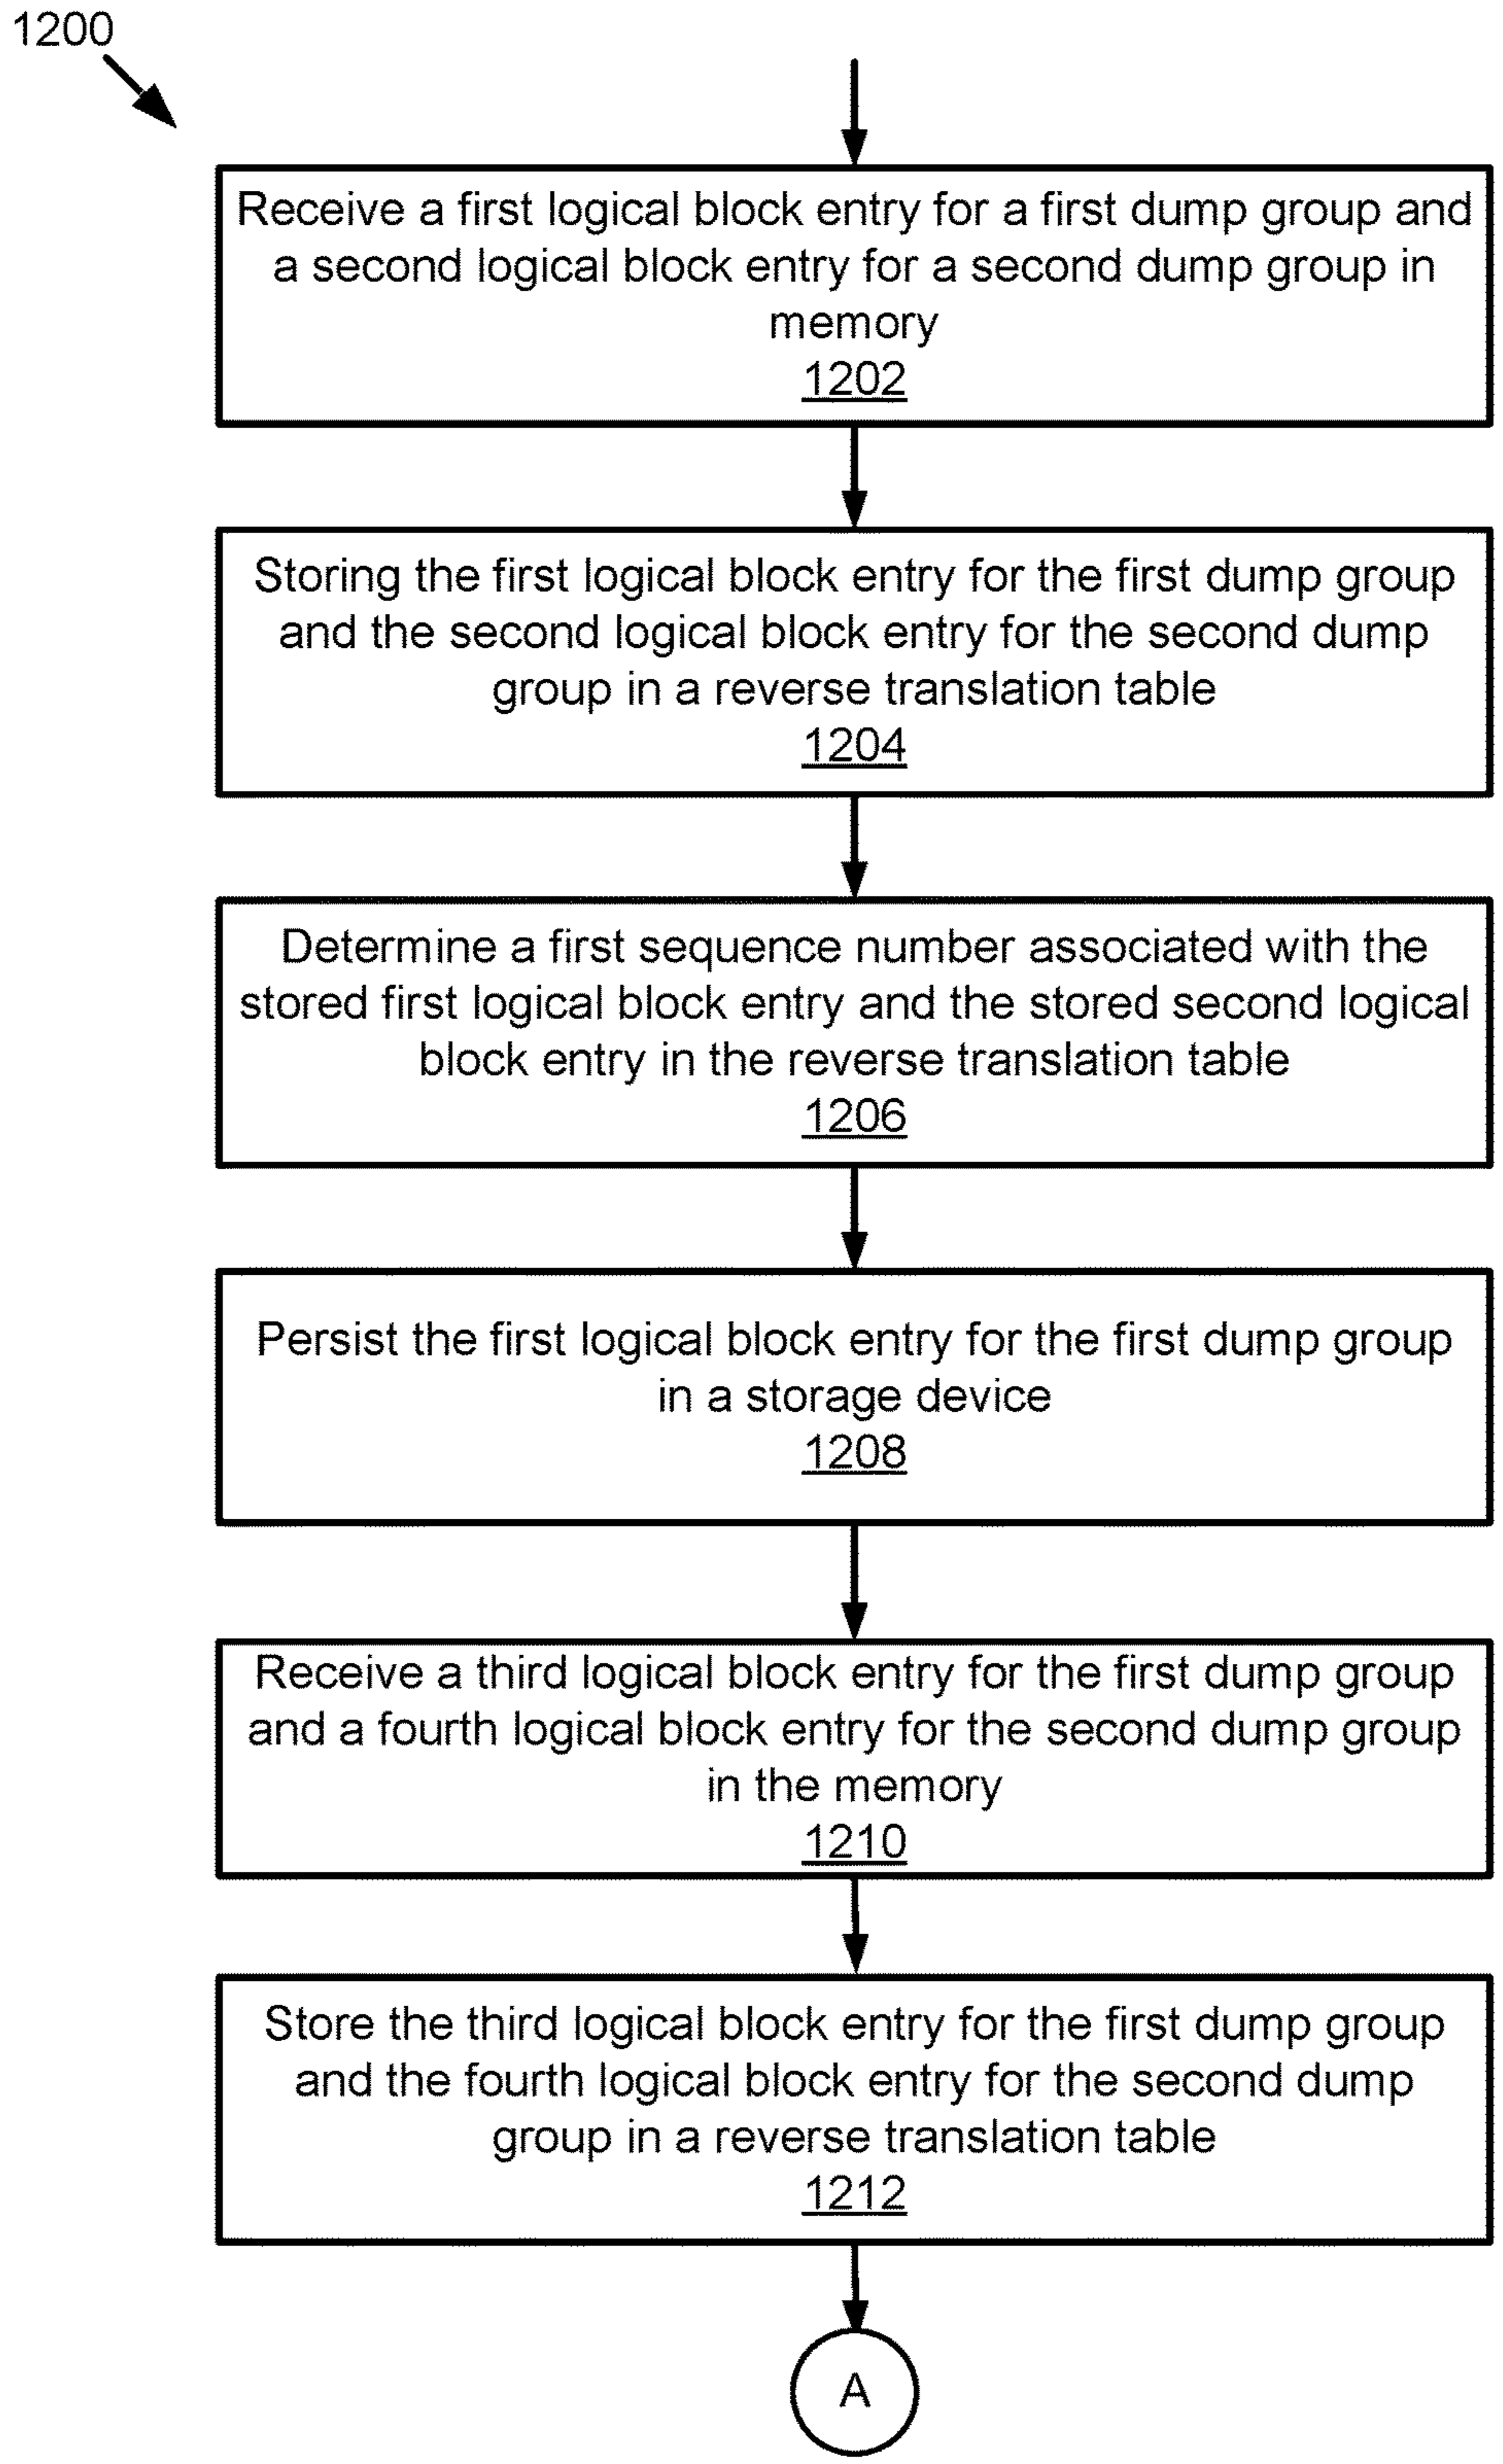 1200
Receive a first logical block entry for a first dump group and
a second logical block entry for a second dump group in
memory
1202
Storing the first logical block entry for the first dump group
and the second logical block entry for the second dump
group in a reverse translation table
1204
Determine a first sequence number associated with the
stored first logical block entry and the stored second logical
block entry in the reverse translation table
1206
Persist the first logical block entry for the first dump group
in a storage device
1208
Receive a third logical block entry for the first dump group
and a fourth logical block entry for the second dump group
in the memory
1210
Store the third logical block entry for the first dump group
and the fourth logical block entry for the second dump
group in a reverse translation table
1212
A